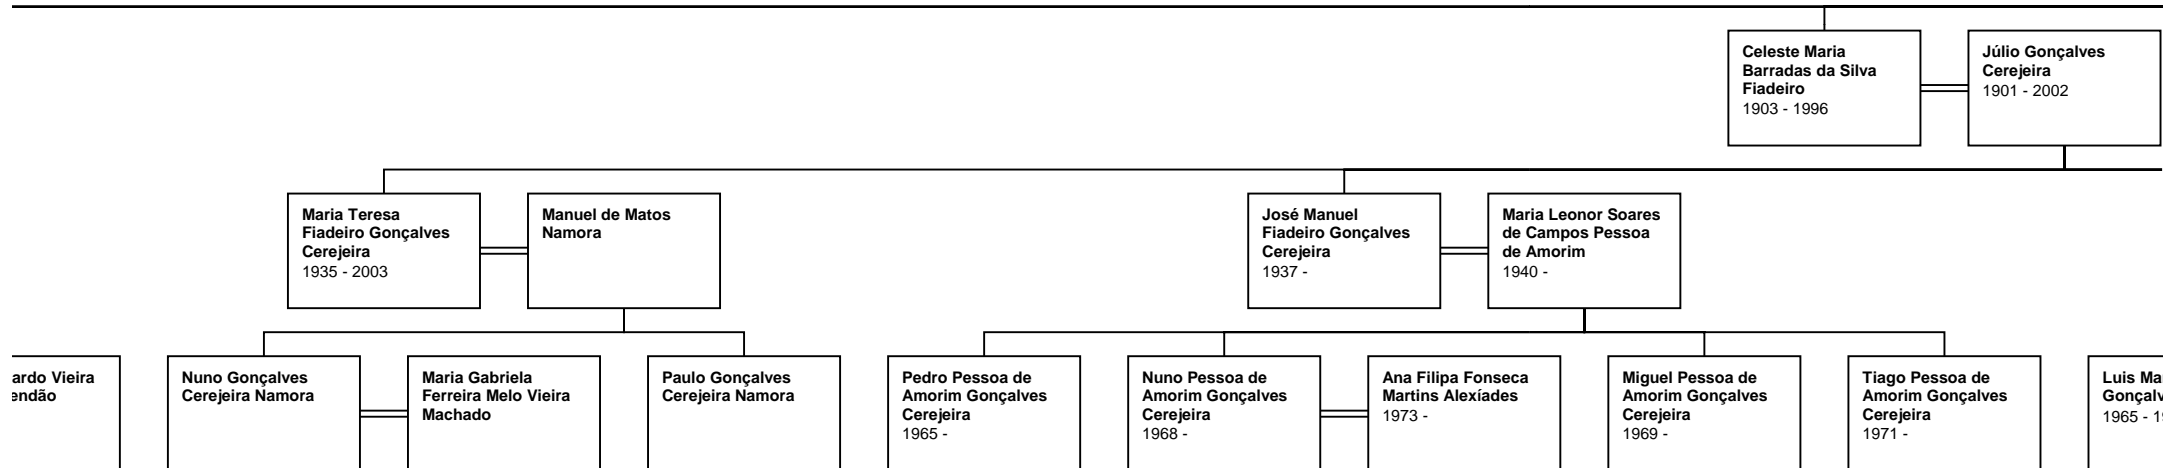 Celeste Maria
Barradas da Silva
Fiadeiro
1903 - 1996
Júlio Gonçalves
Cerejeira
1901 - 2002
Maria Teresa
Fiadeiro Gonçalves
Cerejeira
1935 - 2003
Manuel de Matos
Namora
José Manuel
Fiadeiro Gonçalves
Cerejeira
1937 -
Maria Leonor Soares
de Campos Pessoa
de Amorim
1940 -
Vieira
Nuno Gonçalves
Cerejeira Namora
Maria Gabriela
Ferreira Melo Vieira
Machado
Paulo Gonçalves
Cerejeira Namora
Pedro Pessoa de
Amorim Gonçalves
Cerejeira
1965 -
Nuno Pessoa de
Amorim Gonçalves
Cerejeira
1968 -
Ana Filipa Fonseca
Martins Alexíades
1973 -
Miguel Pessoa de
Amorim Gonçalves
Cerejeira
1969 -
Tiago Pessoa de
Amorim Gonçalves
Cerejeira
1971 -
Luis
1965 -